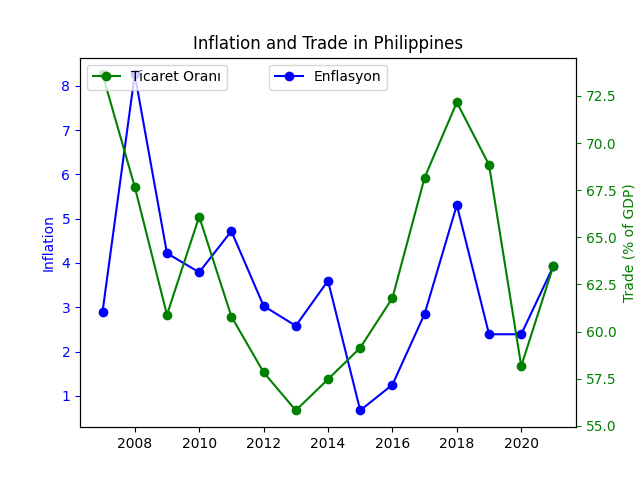 Inflation and Trade in Philippines
Ticaret Oranı
Enflasyon
Inflation
8
7
6
5
4
3
2
1
72.5
70.0
67.5
65.0
62.5
60.0
57.5
55.0
Trade (% of GDP)
2008 2010 2012 2014 2016 2018 2020